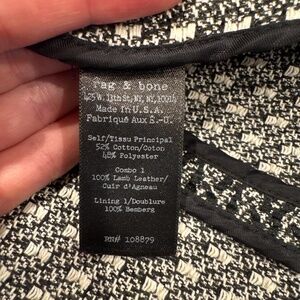 rag & bone
425 W. 13th St, NY, NY, 10014
Made In U.S.A.
Fabriqué Aux É.-U.
Self/Tissu Principal
52% Cotton/Coton
48% Polyester
Combo 1
100% Lamb Leather/
Cuir d'Agneau
Lining 1/Doublure
100% Bemberg
RN# 108879